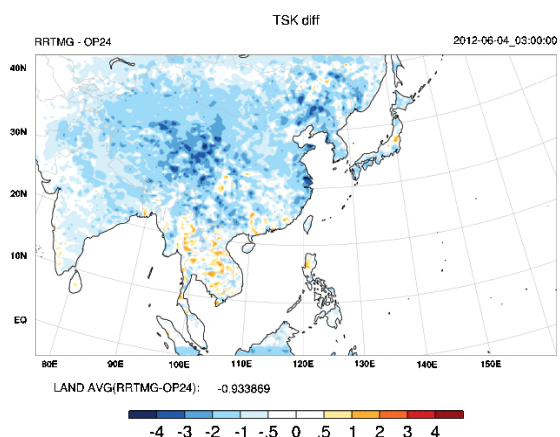 TSK diff
RRTMG - OP24 2012-06-04_03:00:00
40N
30N
20N
10N
EQ
80E 90E 100E 110E 120E 130E 140E 150E
LAND AVG(RRTMG-OP24): -0.933869
-4 -3 -2 -1 -.5 0 .5 1 2 3 4